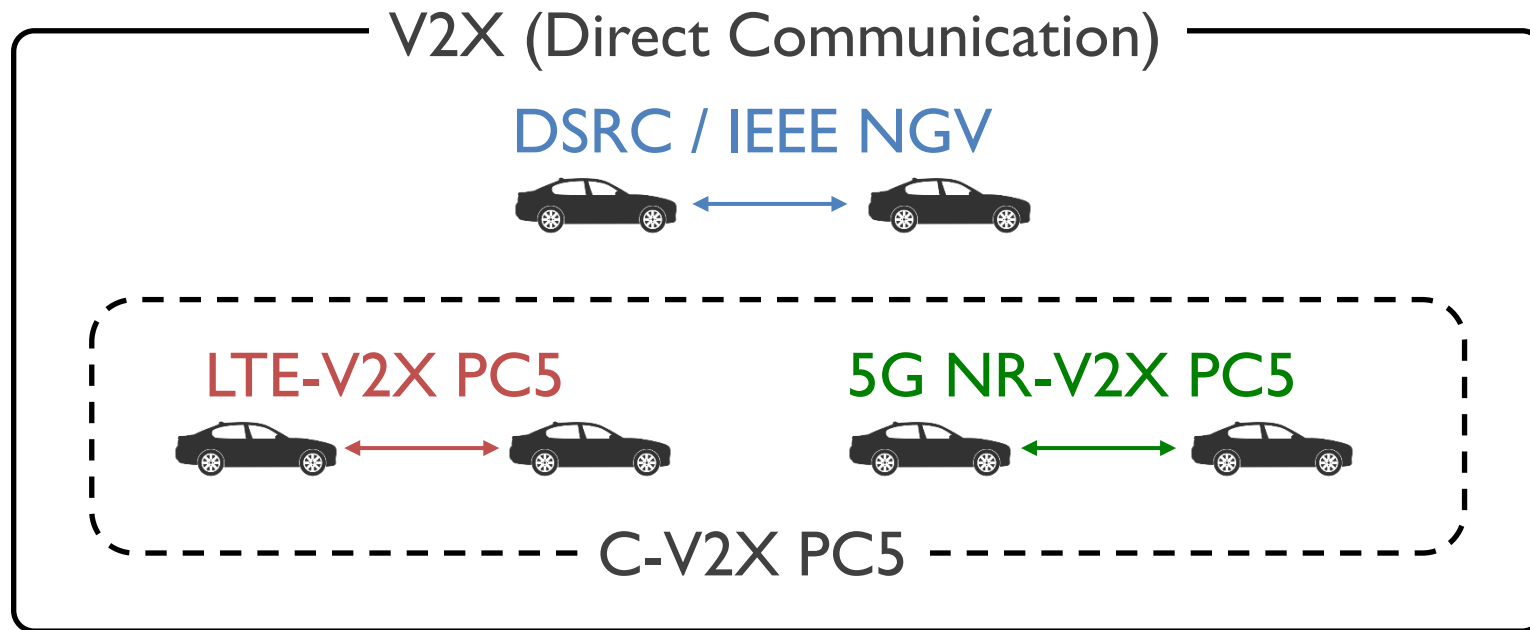 V2X (Direct Communication)
DSRC / IEEE NGV
LTE-V2X PC5
5G NR-V2X PC5
C-V2X PC5